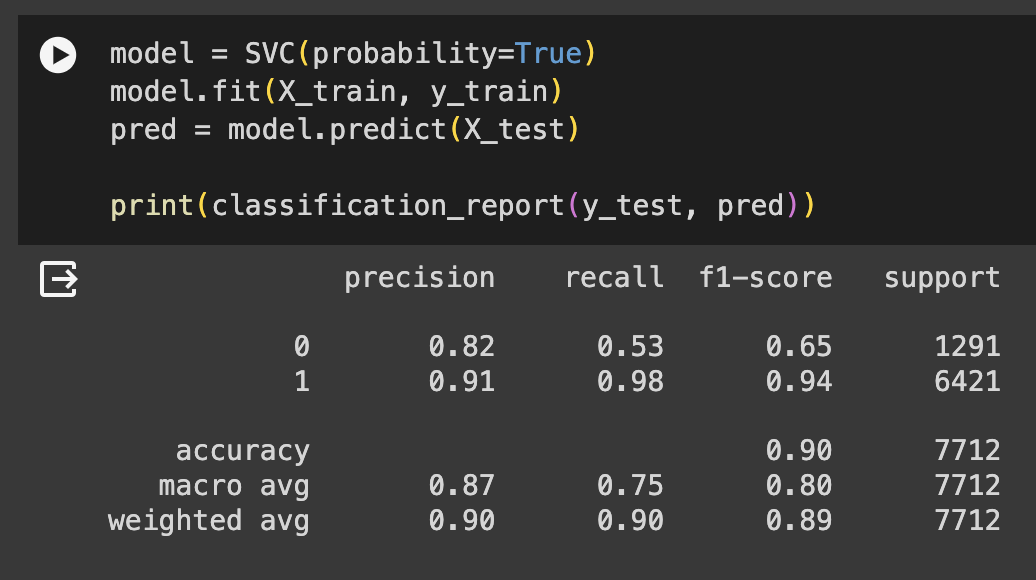 model = SVC(probability=True)
model.fit(X_train, y_train)
pred = model.predict(X_test)
print(classification_report(y_test, pred))
precision recall f1-score support
0 0.82 0.53 0.65 1291
1 0.91 0.98 0.94 6421
accuracy 0.90 7712
macro avg 0.87 0.75 0.80 7712
weighted avg 0.90 0.90 0.89 7712